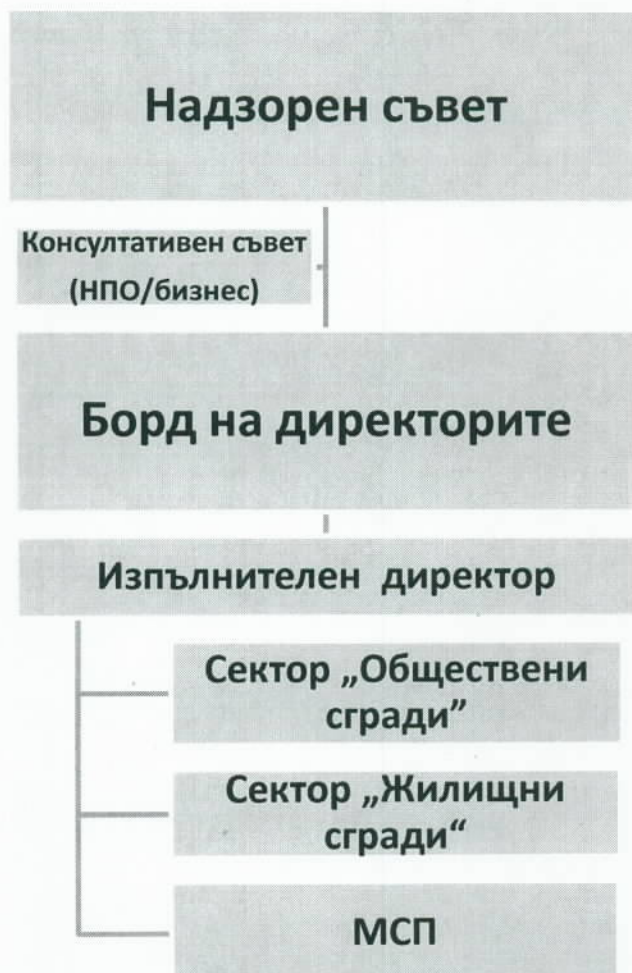 Надзорен съвет
Консултативен съвет
(НПО/бизнес)
Борд на директорите
Изпълнителен директор
Сектор „Обществени
сгради”
Сектор „Жилищни
сгради“
МСП